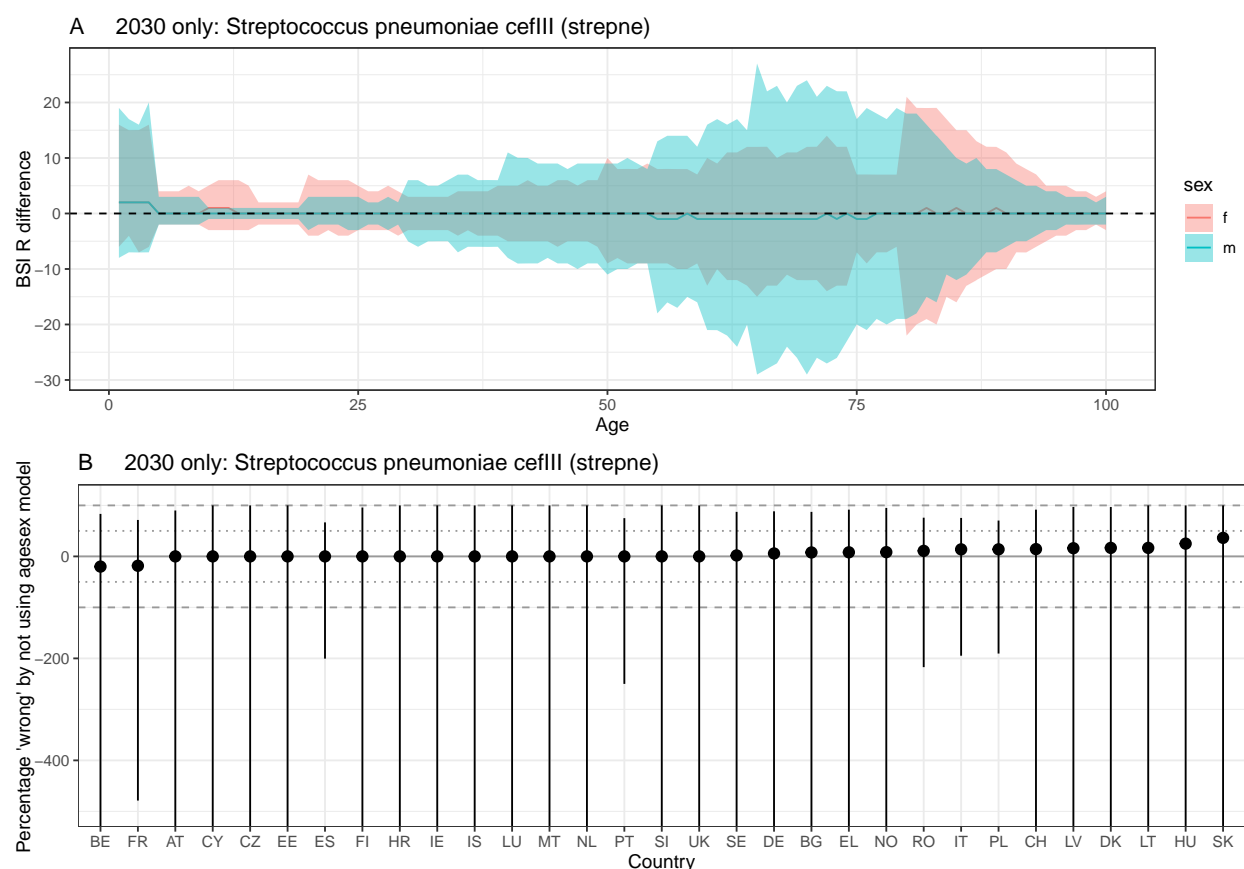 A 2030 only: Streptococcus pneumoniae cefIII (strepne)
BSI R difference
20
10
0
−10
−20
−30
0 25 50 75 100
Age
sex
f
m
B 2030 only: Streptococcus pneumoniae cefIII (strepne)
Percentage 'wrong' by not using agesex model
0
−200
−400
BE FR AT CY CZ EE ES FI HR IE IS LU MT NL PT SI UK SE DE BG EL NO RO IT PL CH LV DK LT HU SK
Country